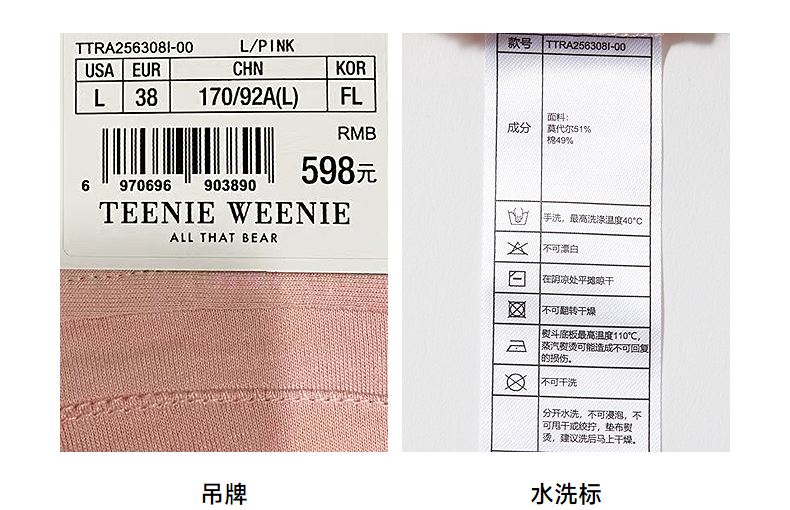 TTRA256308I-00 L/PINK
USA EUR CHN KOR
L 38 170/92A(L) FL
RMB
598元
6 970696 903890
TEENIE WEENIE
ALL THAT BEAR
款号 TTRA256308I-00
成分
面料:
莫代尔51%
棉49%
手洗，最高洗涤温度40°C
不可漂白
在阴凉处平摊晾干
不可翻转干燥
熨斗底板最高温度110℃，
蒸汽熨烫可能造成不可回复
的损伤。
不可干洗
分开水洗，不可浸泡，不
可甩干或绞拧，垫布熨
烫，建议洗后马上干燥。
吊牌
水洗标